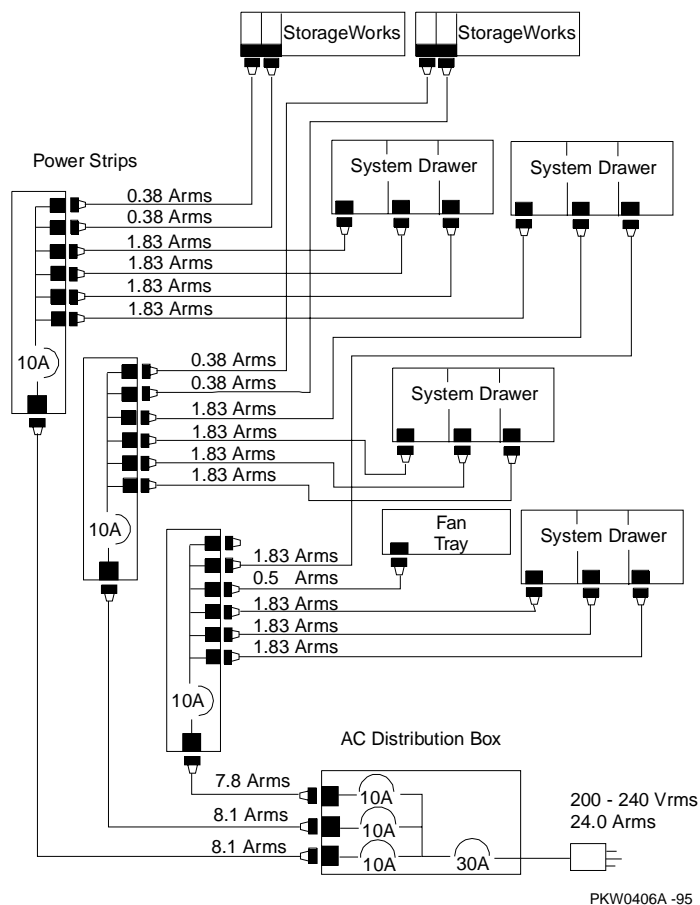 StorageWorks
StorageWorks
Power Strips
System Drawer
System Drawer
0.38 Arms
0.38 Arms
1.83 Arms
1.83 Arms
1.83 Arms
1.83 Arms
10A
0.38 Arms
0.38 Arms
1.83 Arms
1.83 Arms
1.83 Arms
1.83 Arms
10A
System Drawer
Fan
Tray
System Drawer
1.83 Arms
0.5 Arms
1.83 Arms
1.83 Arms
1.83 Arms
10A
AC Distribution Box
7.8 Arms
8.1 Arms
8.1 Arms
10A
10A
10A
30A
200 - 240 Vrms
24.0 Arms
PKW0406A -95